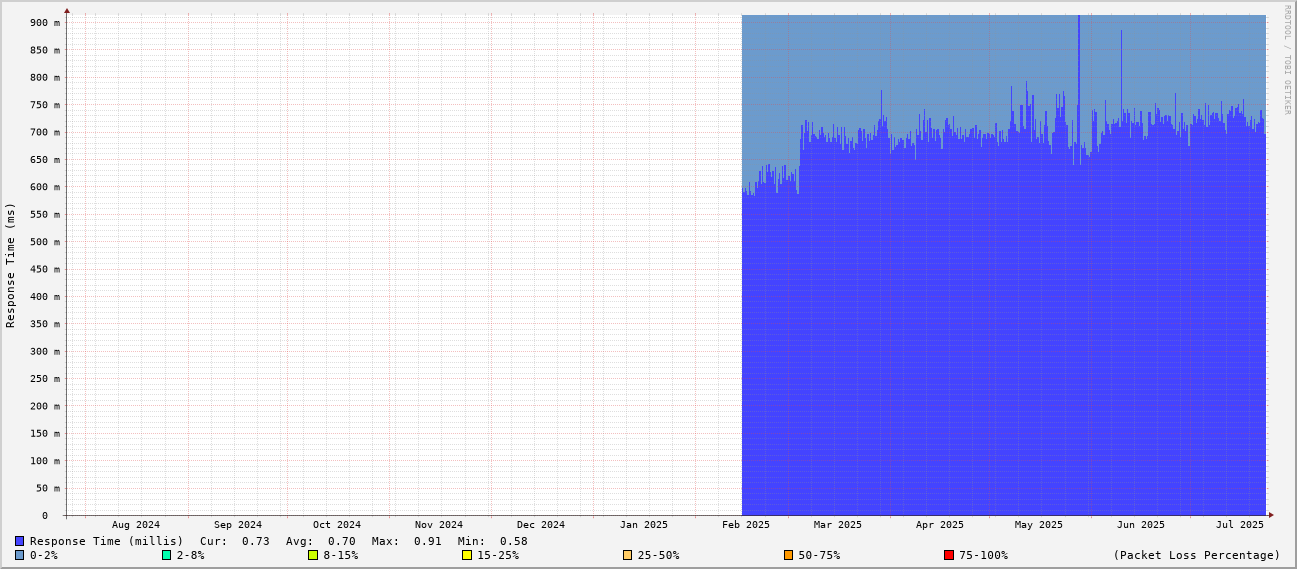 RRDTOOL / TOBI OETIKER
Response Time (ms)
900 m
850 m
800 m
750 m
700 m
650 m
600 m
550 m
500 m
450 m
400 m
350 m
300 m
250 m
200 m
150 m
100 m
50 m
0
Aug 2024 Sep 2024 Oct 2024 Nov 2024 Dec 2024 Jan 2025 Feb 2025 Mar 2025 Apr 2025 May 2025 Jun 2025 Jul 2025
Response Time (millis) Cur: 0.73 Avg: 0.70 Max: 0.91 Min: 0.58
0-2% 2-8% 8-15% 15-25% 25-50% 50-75% 75-100% (Packet Loss Percentage)